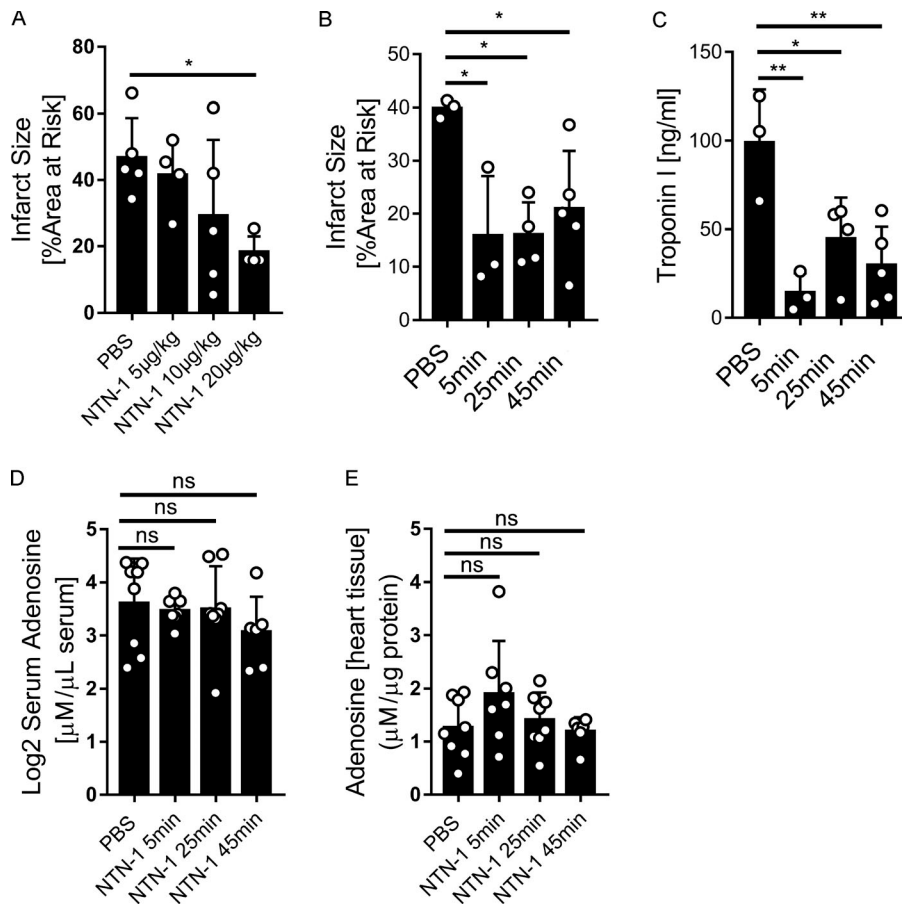 A
Infarct Size
[%Area at Risk]
80
60
40
20
0
*
PBS
NTN-1 5µg/kg
NTN-1 10µg/kg
NTN-1 20µg/kg
B
Infarct Size
[%Area at Risk]
50
40
30
20
10
0
*
*
*
PBS
5min
25min
45min
C
Troponin I [ng/ml]
150
100
50
0
**
*
**
PBS
5min
25min
45min
D
Log2 Serum Adenosine
[µM/µL serum]
5
4
3
2
1
0
ns
ns
ns
PBS
NTN-1 5min
NTN-1 25min
NTN-1 45min
E
Adenosine [heart tissue]
(µM/µg protein)
5
4
3
2
1
0
ns
ns
ns
PBS
NTN-1 5min
NTN-1 25min
NTN-1 45min